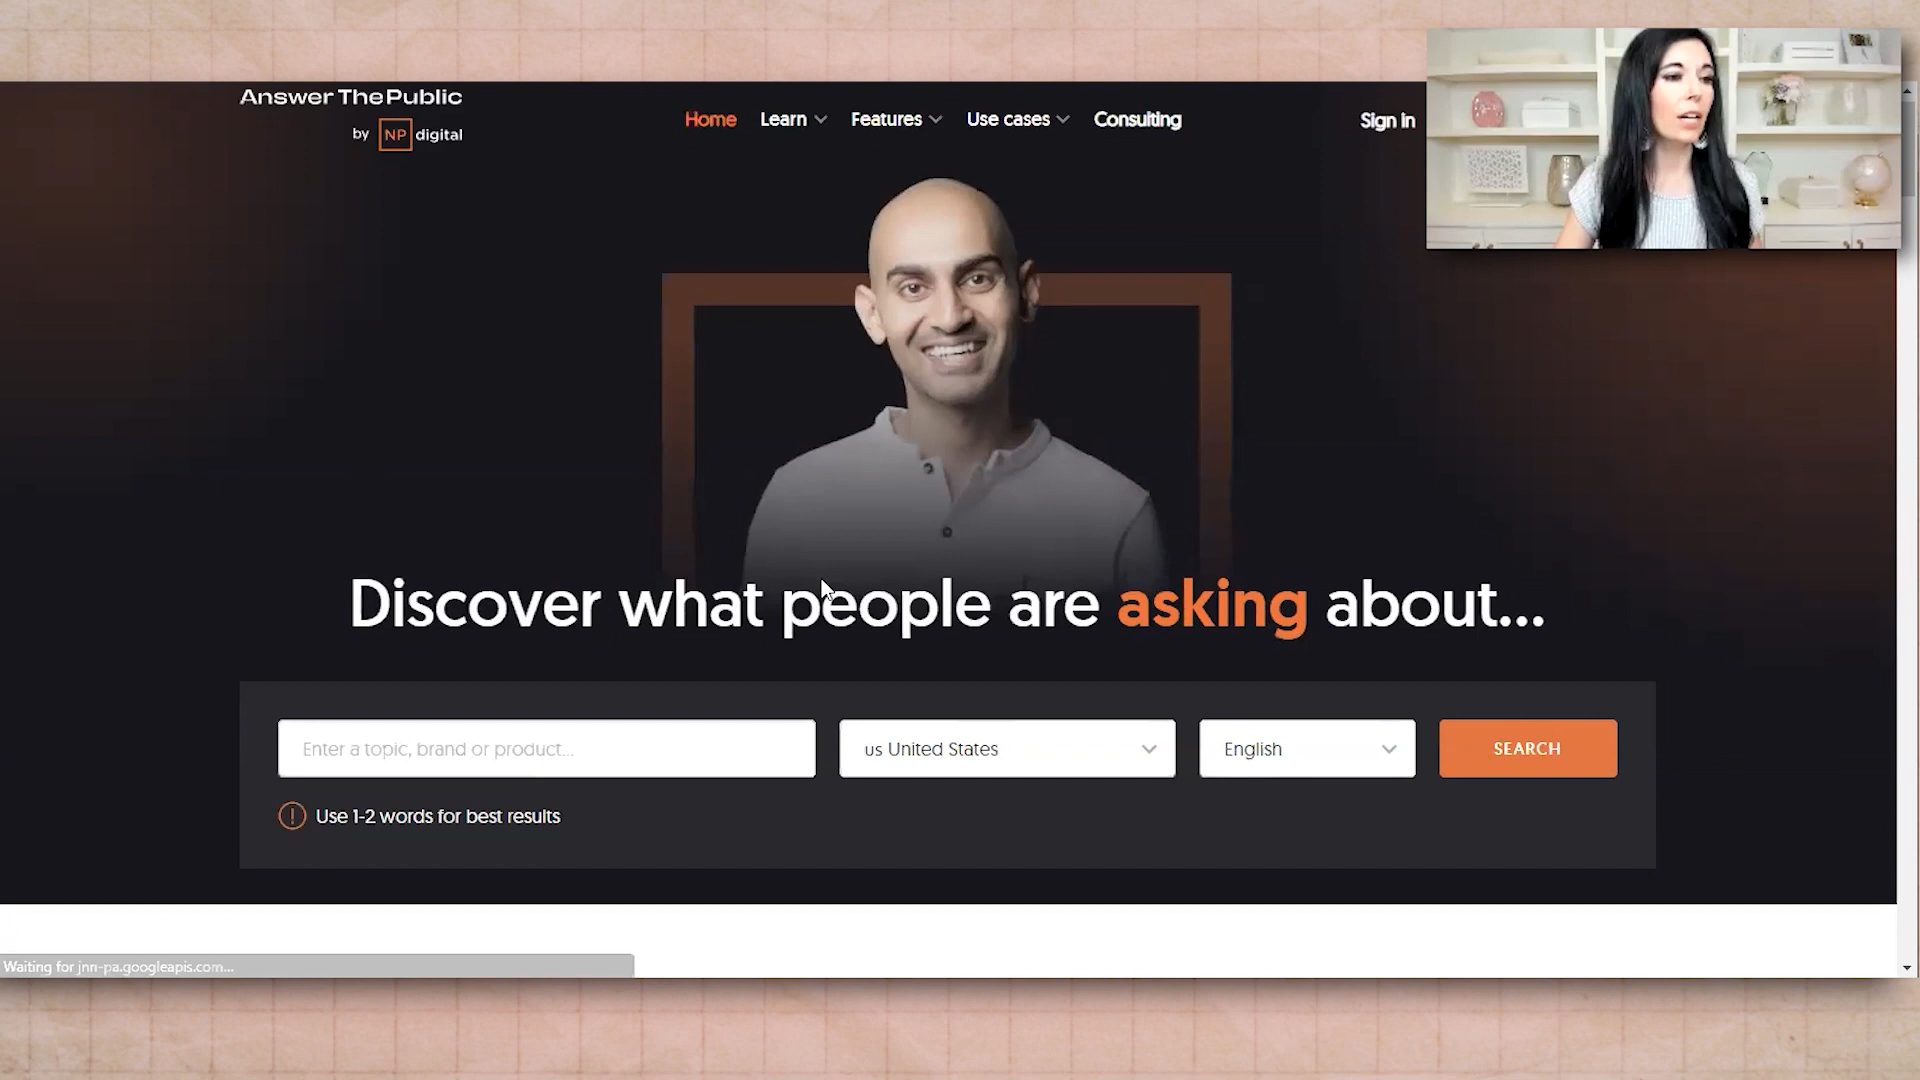 Answer The Public
by NP digital
Home Learn Features Use cases Consulting Sign in
Discover what people are asking about...
Enter a topic, brand or product... us United States English SEARCH
! Use 1-2 words for best results
Waiting for jnn-pa.googleapis.com...